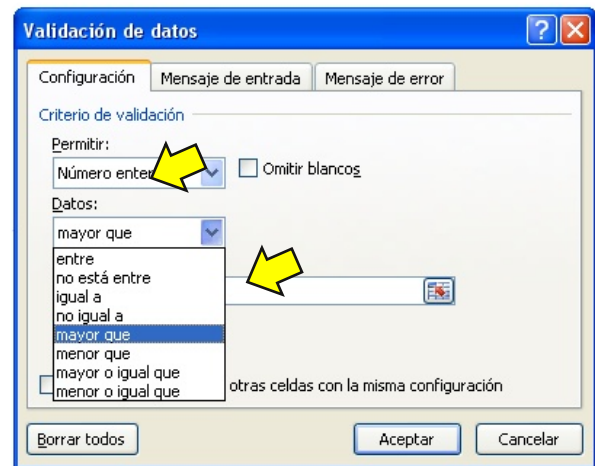 Validación de datos
Configuración Mensaje de entrada Mensaje de error
Criterio de validación
Permitir:
Número enter Omitir blancos
Datos:
mayor que
entre
no está entre
igual a
no igual a
mayor que
menor que
mayor o igual que
menor o igual que otras celdas con la misma configuración
Borrar todos Aceptar Cancelar